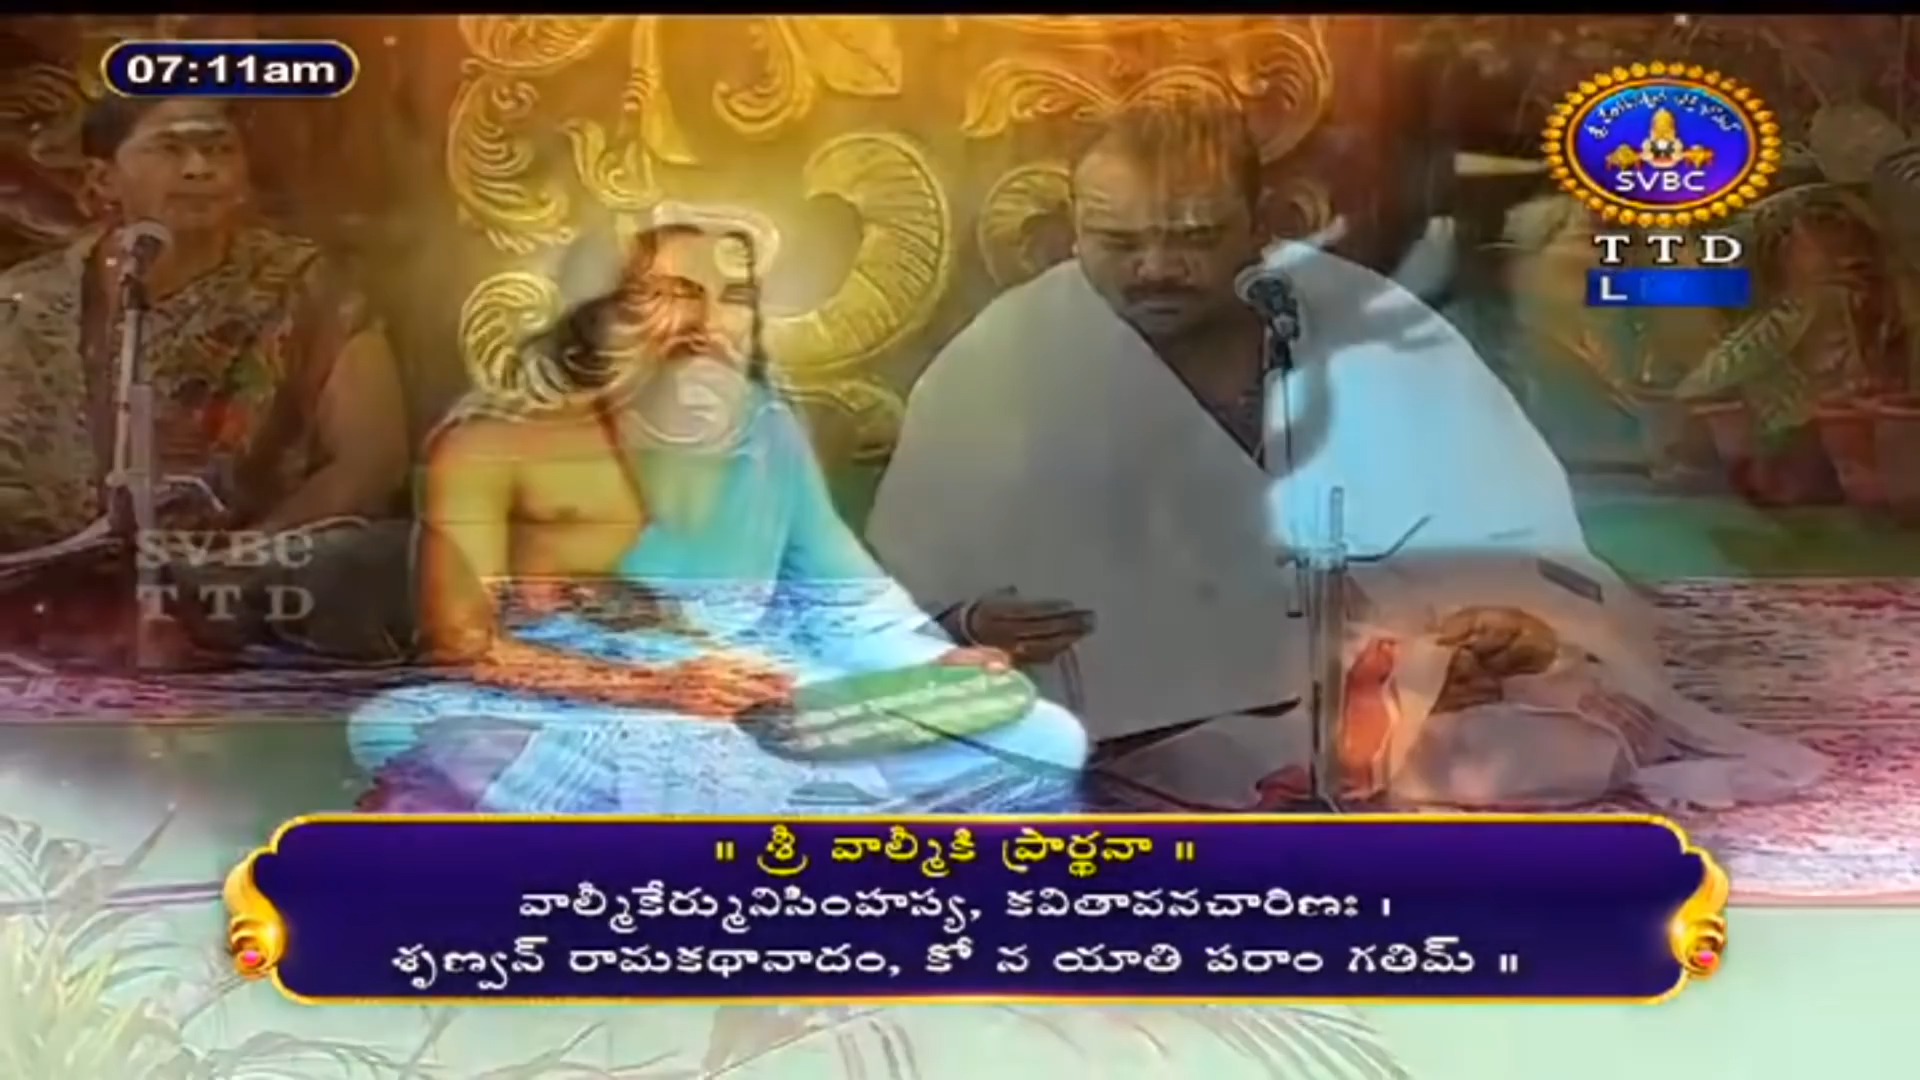 07:11am
SVBC
TTD
L
SVBC
TTD
॥ శ్రీ వాల్మీకి ప్రార్థనా ॥
వాల్మీకేర్మునిసింహస్య, కవితావనచారిణః ।
శృణ్వన్ రామకథానాదం, కో న యాతి పరాం గతిమ్ ॥